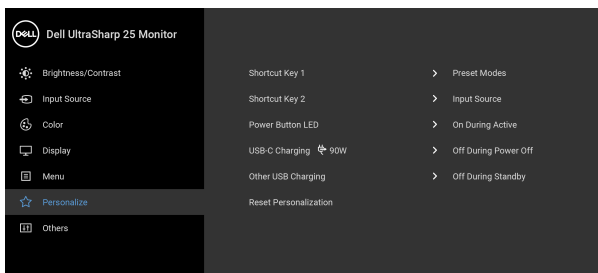 DELL Dell UltraSharp 25 Monitor
Brightness/Contrast
Input Source
Color
Display
Menu
Personalize
Others
Shortcut Key 1 > Preset Modes
Shortcut Key 2 > Input Source
Power Button LED > On During Active
USB-C Charging 90W > Off During Power Off
Other USB Charging > Off During Standby
Reset Personalization